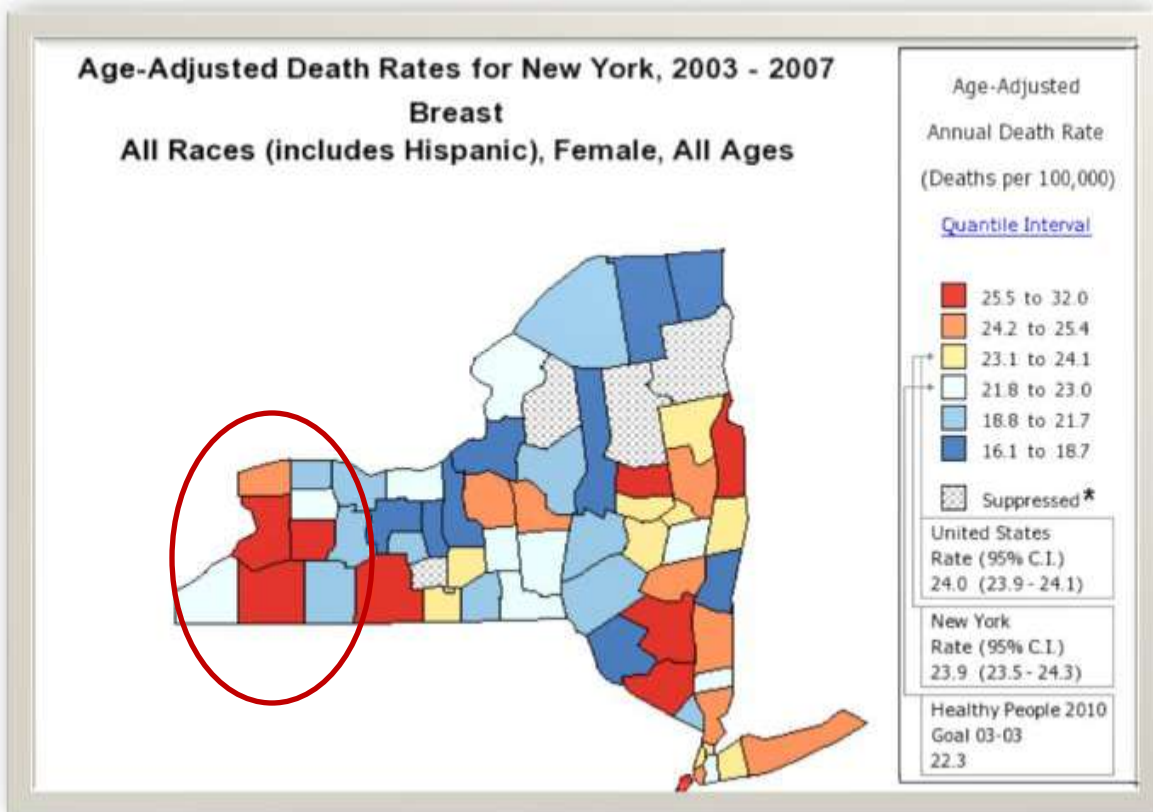 Age-Adjusted Death Rates for New York, 2003 - 2007
Breast
All Races (includes Hispanic), Female, All Ages
Age-Adjusted
Annual Death Rate
(Deaths per 100,000)
Quantile Interval
25.5 to 32.0
24.2 to 25.4
23.1 to 24.1
21.8 to 23.0
18.8 to 21.7
16.1 to 18.7
Suppressed *
United States
Rate (95% C.I.)
24.0 (23.9 - 24.1)
New York
Rate (95% C.I.)
23.9 (23.5 - 24.3)
Healthy People 2010
Goal 03-03
22.3